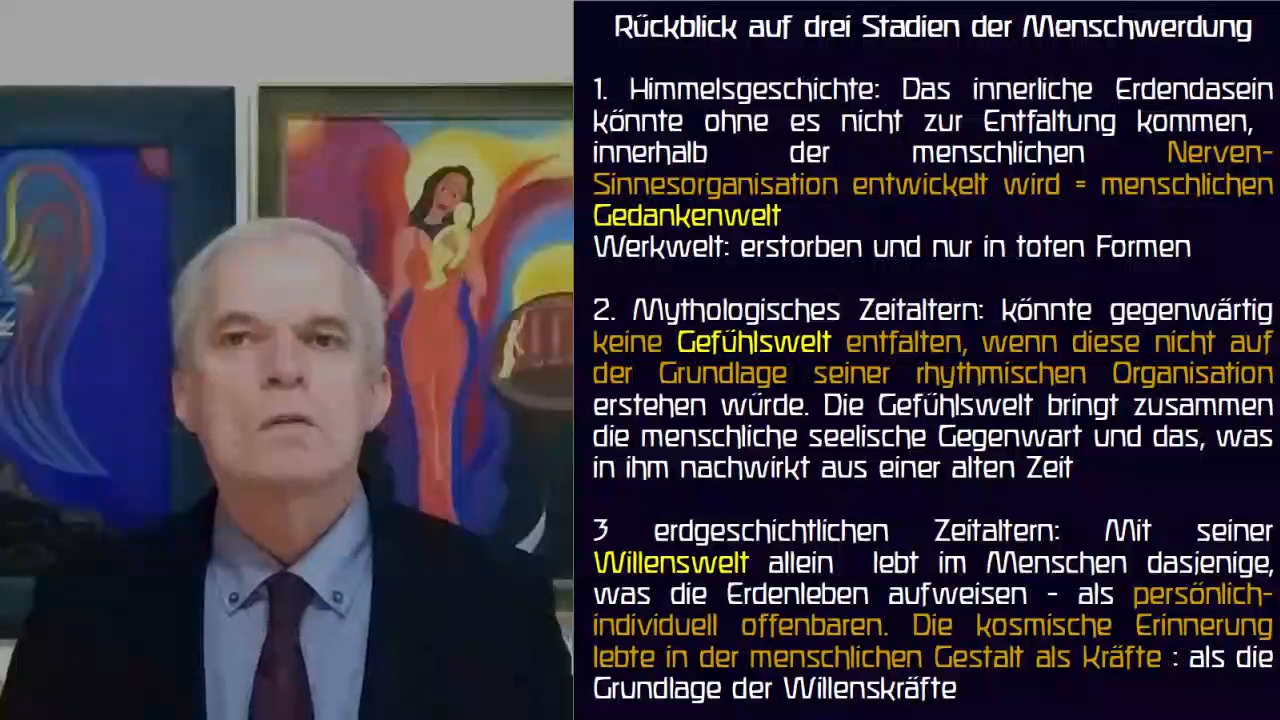 Rückblick auf drei Stadien der Menschwerdung
1. Himmelsgeschichte: Das innerliche Erdendasein
könnte ohne es nicht zur Entfaltung kommen,
innerhalb der menschlichen Nerven-
Sinnesorganisation entwickelt wird = menschlichen
Gedankenwelt
Werkwelt: erstorben und nur in toten Formen
2. Mythologisches Zeitaltern: könnte gegenwärtig
keine Gefühlswelt entfalten, wenn diese nicht auf
der Grundlage seiner rhythmischen Organisation
erstehen würde. Die Gefühlswelt bringt zusammen
die menschliche seelische Gegenwart und das, was
in ihm nachwirkt aus einer alten Zeit
3 erdgeschichtlichen Zeitaltern: Mit seiner
Willenswelt allein lebt im Menschen dasjenige,
was die Erdenleben aufweisen - als persönlich-
individuell offenbaren. Die kosmische Erinnerung
lebte in der menschlichen Gestalt als Kräfte : als die
Grundlage der Willenskräfte